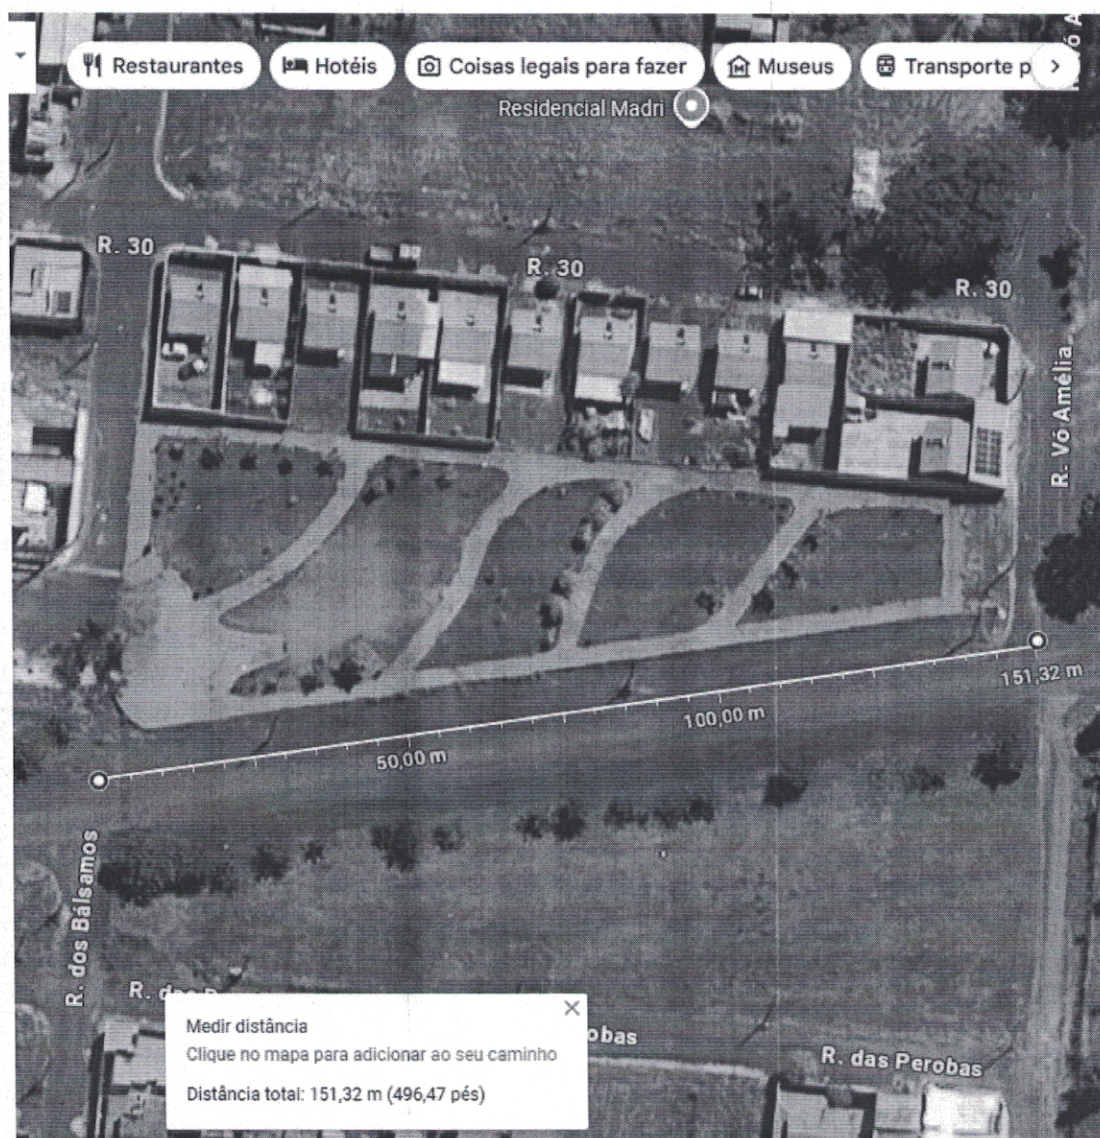 Restaurantes
Hotéis
Coisas legais para fazer
Museus
Transporte p
Residencial Madri
R. 30
R. 30
R. 30
R. Vó Amélia
151,32 m
100,00 m
50,00 m
R. dos Bálsamos
R. das
obas
R. das Perobas
Medir distância
Clique no mapa para adicionar ao seu caminho
Distância total: 151,32 m (496,47 pés)